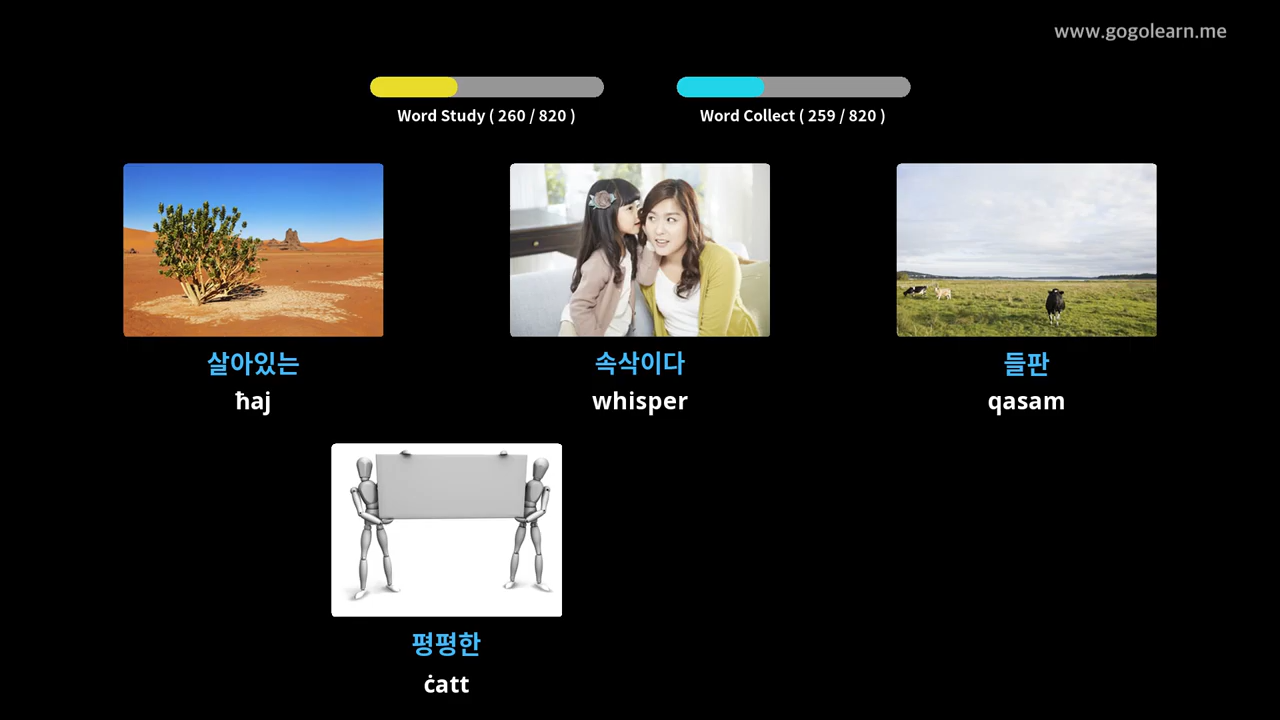 www.gogolearn.me
Word Study ( 260 / 820 )
Word Collect ( 259 / 820 )
살아있는
속삭이다
들판
ħaj
whisper
qasam
평평한
ċatt